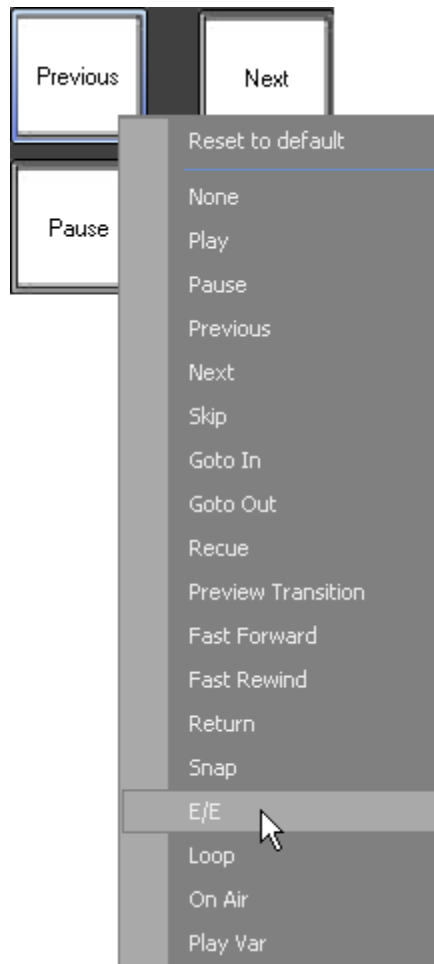 Previous
Next
Pause
Reset to default
None
Play
Pause
Previous
Next
Skip
Goto In
Goto Out
Recue
Preview Transition
Fast Forward
Fast Rewind
Return
Snap
E/E
Loop
On Air
Play Var